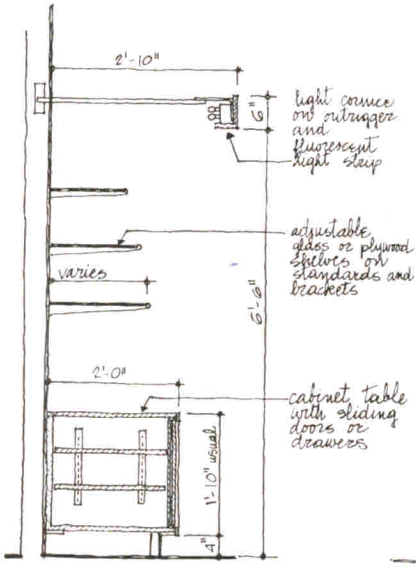 2'-10"
6"
light cornice
on outrigger
and
fluorescent
light strip
adjustable
glass or plywood
shelves on
standards and
brackets
varies
6'-6"
2'-0"
cabinet table
with sliding
doors or
drawers
1'-10" usual
4"